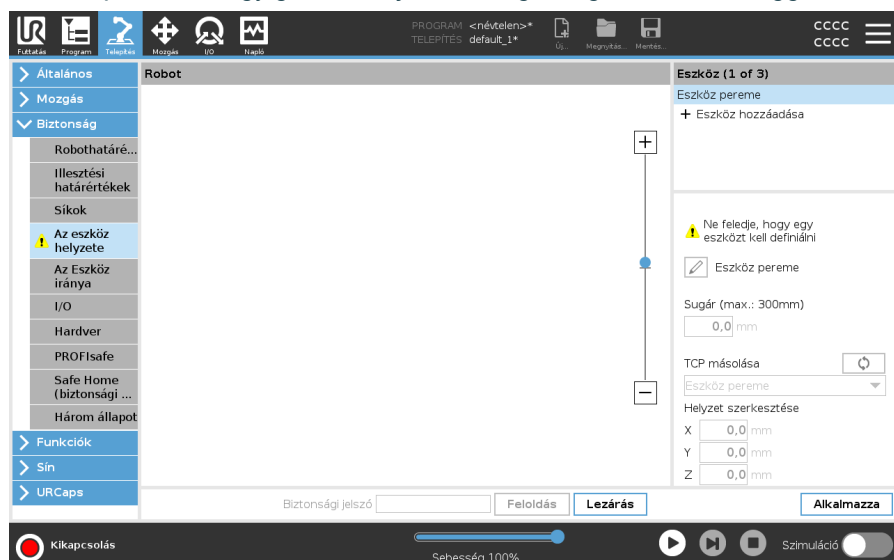 PROGRAM <névtelen>*
TELEPÍTÉS default_1*
Futtatás Program Telepítés Mozgás I/O Napló
Új... Megnyitás... Mentés...
cccc
cccc
Általános
Mozgás
Biztonság
Robothatáré...
Illesztési
határértékek
Síkok
Az eszköz
helyzete
Az Eszköz
iránya
I/O
Hardver
PROFIsafe
Safe Home
(biztonsági ...
Három állapot
Funkciók
Sín
URCaps
Robot
Eszköz (1 of 3)
Eszköz pereme
+ Eszköz hozzáadása
Ne feledje, hogy egy
eszközt kell definiálni
Eszköz pereme
Sugár (max.: 300mm)
0,0 mm
TCP másolása
Eszköz pereme
Helyzet szerkesztése
X 0,0 mm
Y 0,0 mm
Z 0,0 mm
Biztonsági jelszó Feloldás Lezárás Alkalmazza
Kikapcsolás
Sebesség 100%
Szimuláció